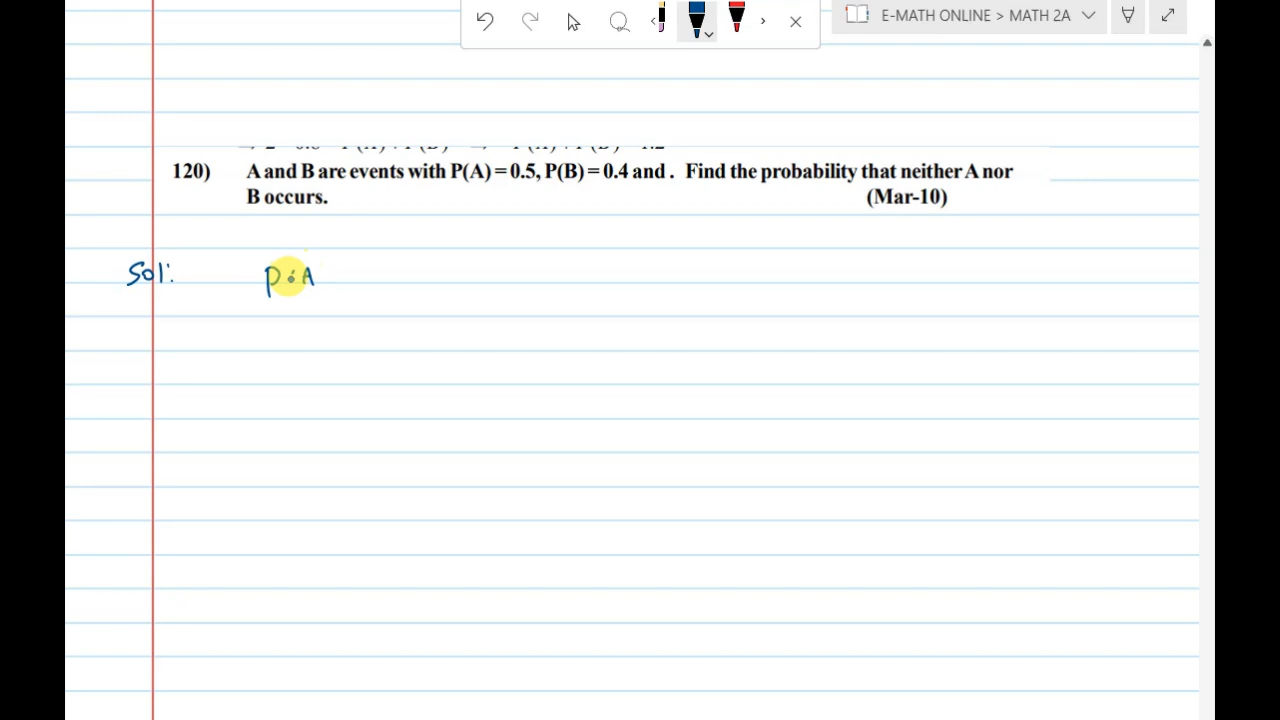 E-MATH ONLINE > MATH 2A
120) A and B are events with P(A) = 0.5, P(B) = 0.4 and . Find the probability that neither A nor
B occurs. (Mar-10)
Sol: P A